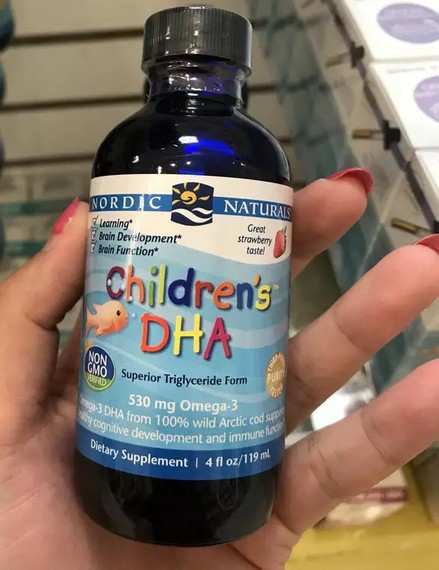 NORDIC NATURALS
Learning*
Brain Development*
Brain Function*
Great
strawberry
taste!
Children's™
DHA
NON
GMO
VERIFIED
Superior Triglyceride Form
530 mg Omega-3
omega-3 DHA from 100% wild Arctic cod
cognitive development and immune
Dietary Supplement | 4 fl oz/119 mL